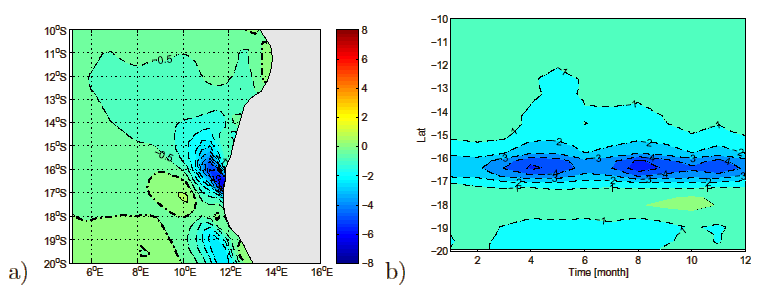 a)
10°S
11°S
12°S
13°S
14°S
15°S
16°S
17°S
18°S
19°S
20°S
6°E
8°E
10°E
12°E
14°E
16°E
−0.5
−0.5
0
8
6
4
2
0
−2
−4
−6
−8
b)
Lat
−10
−11
−12
−13
−14
−15
−16
−17
−18
−19
−20
2
4
6
8
10
12
Time [month]